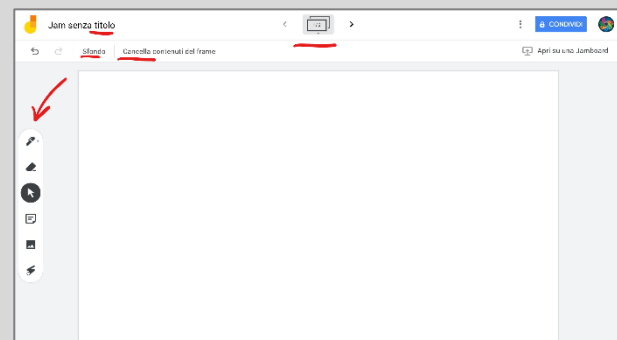 Jam senza titolo
CONDIVIDI
Sfondo Cancella contenuti del frame Apri su una Jamboard